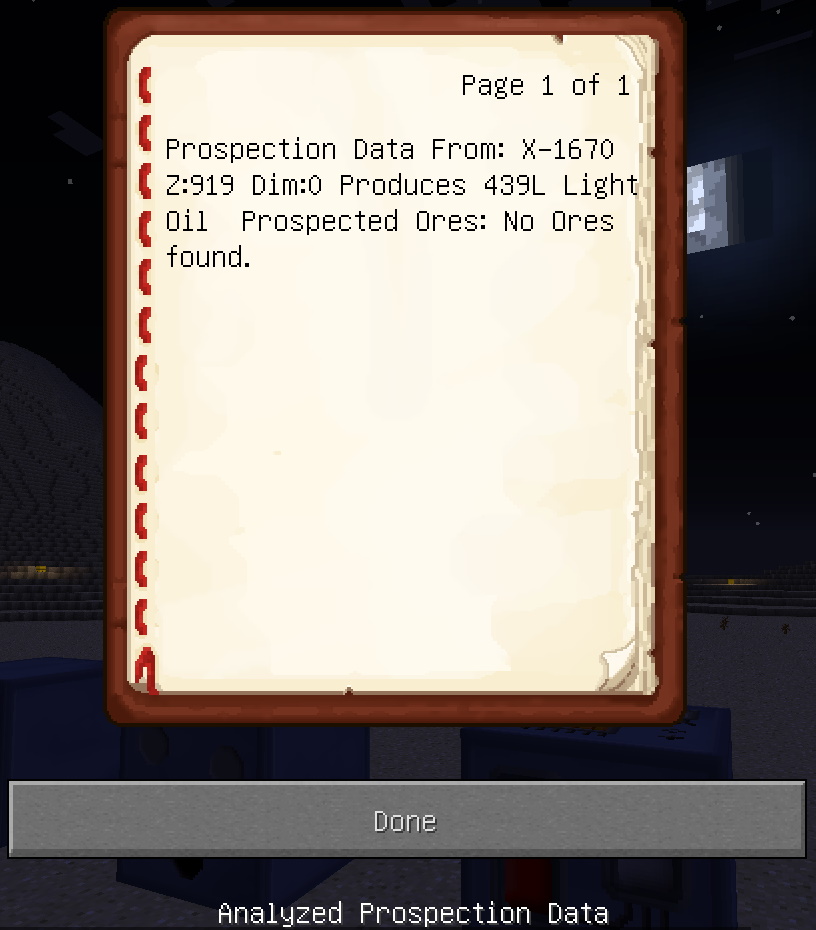 Page 1 of 1
Prospection Data From: X-1670
Z:919 Dim:0 Produces 439L Light
Oil  Prospected Ores: No Ores
found.
Done
Analyzed Prospection Data